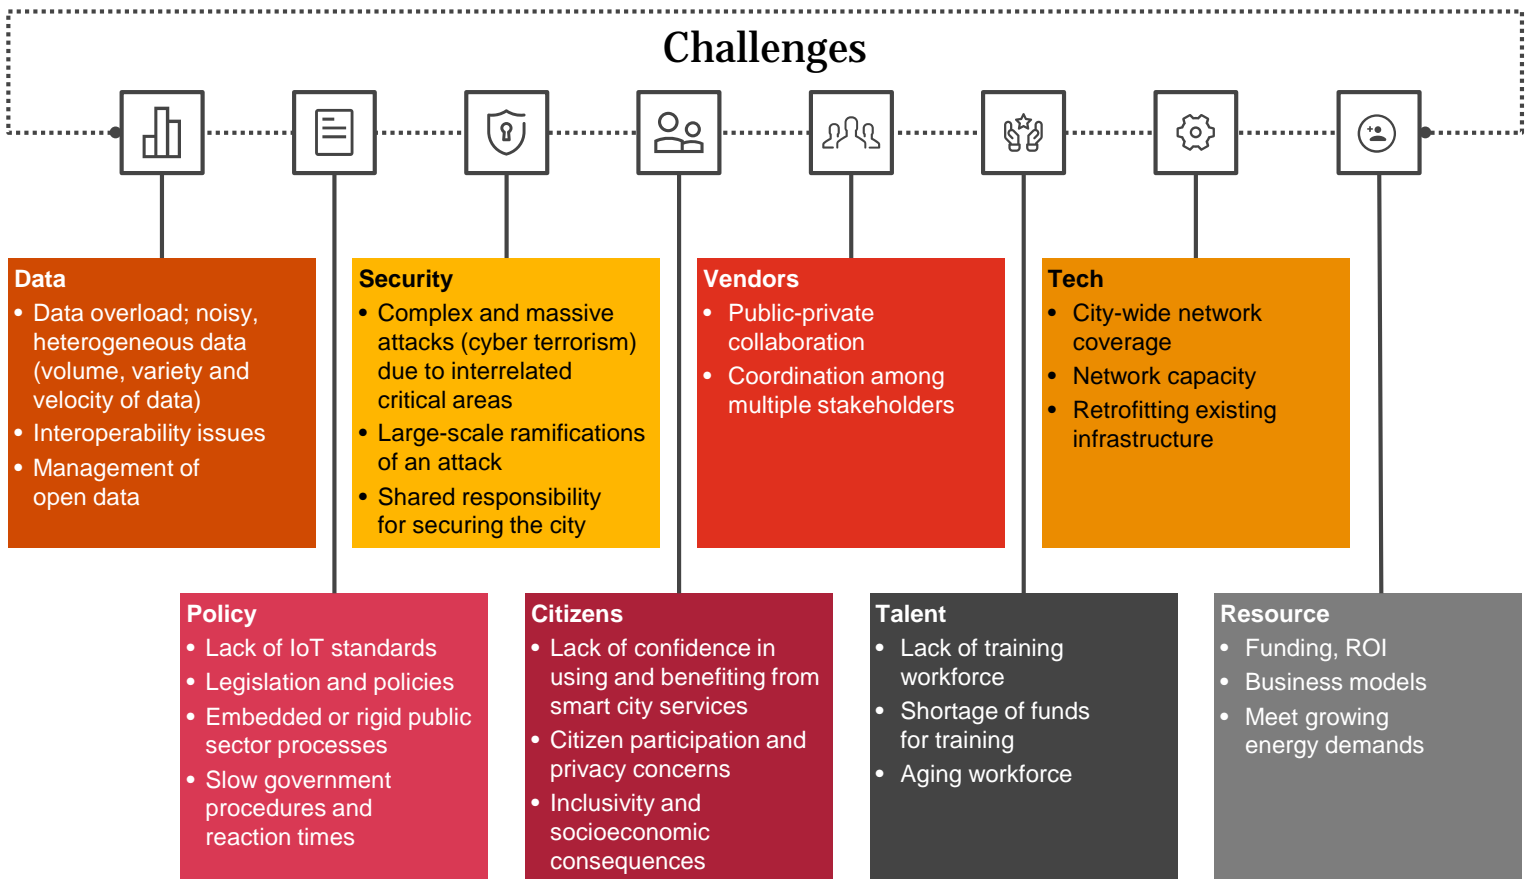 Challenges
Data
• Data overload; noisy,
heterogeneous data
(volume, variety and
velocity of data)
• Interoperability issues
• Management of
open data
Security
• Complex and massive
attacks (cyber terrorism)
due to interrelated
critical areas
• Large-scale ramifications
of an attack
• Shared responsibility
for securing the city
Vendors
• Public-private
collaboration
• Coordination among
multiple stakeholders
Tech
• City-wide network
coverage
• Network capacity
• Retrofitting existing
infrastructure
Policy
• Lack of IoT standards
• Legislation and policies
• Embedded or rigid public
sector processes
• Slow government
procedures and
reaction times
Citizens
• Lack of confidence in
using and benefiting from
smart city services
• Citizen participation and
privacy concerns
• Inclusivity and
socioeconomic
consequences
Talent
• Lack of training
workforce
• Shortage of funds
for training
• Aging workforce
Resource
• Funding, ROI
• Business models
• Meet growing
energy demands